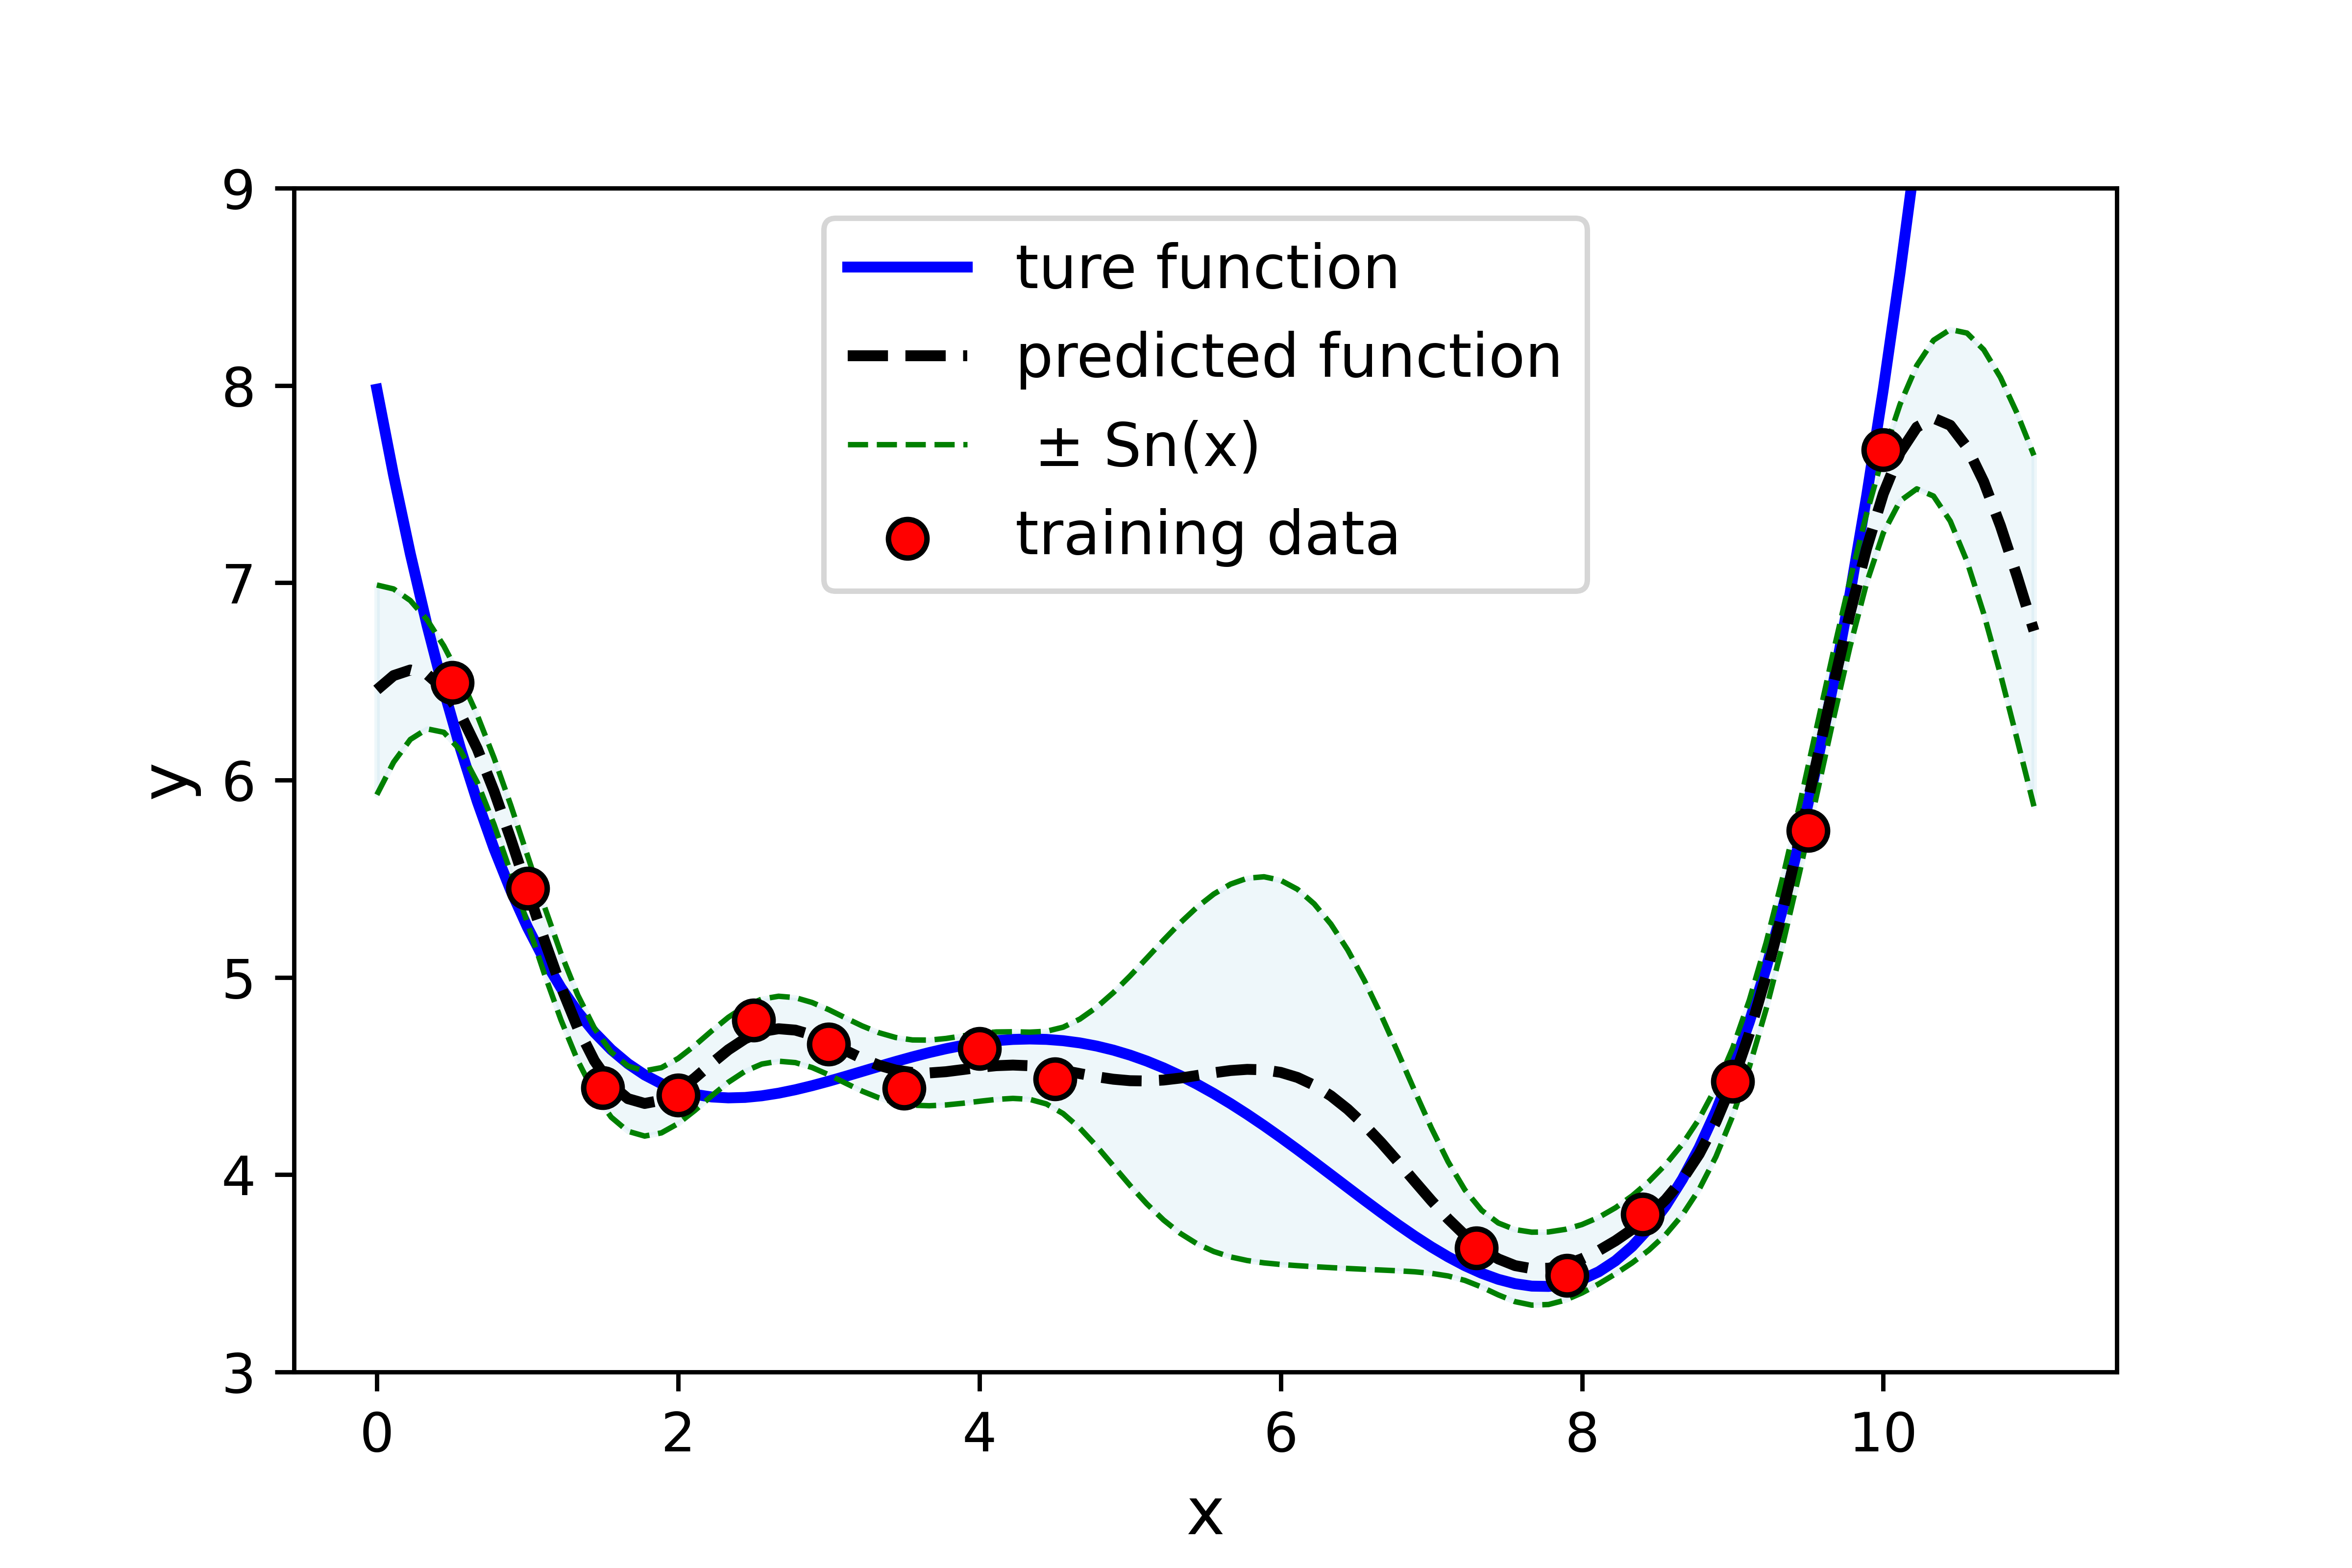 9
8
7
6
5
4
3
y
ture function
predicted function
± Sn(x)
training data
0 2 4 6 8 10
x